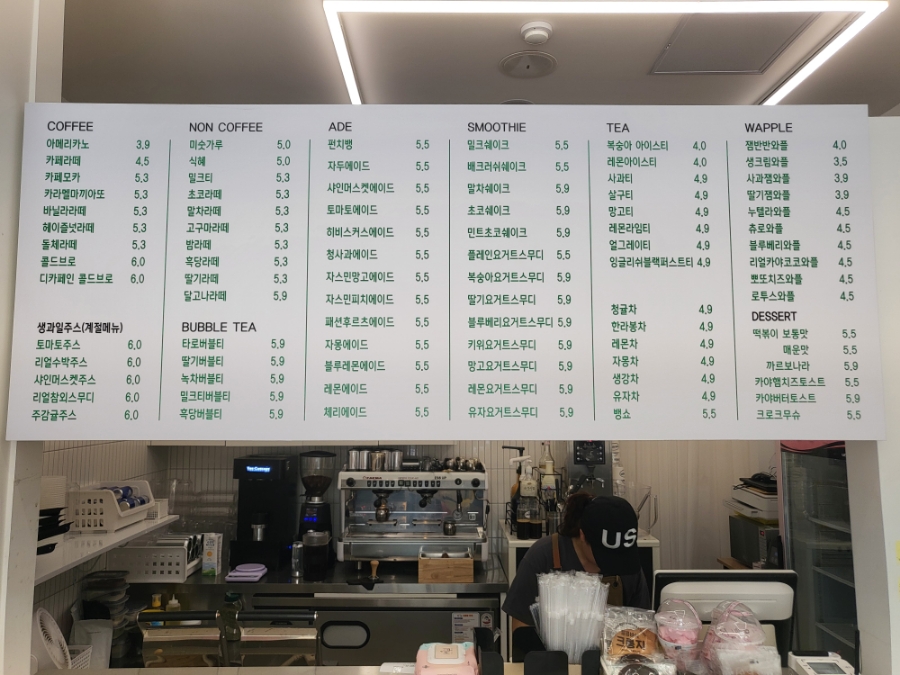 COFFEE
아메리카노 3,9
카페라떼 4,5
카페모카 5,3
카라멜마끼아또 5,3
바닐라라떼 5,3
헤이즐넛라떼 5,3
돌체라떼 5,3
콜드브로 6,0
디카페인 콜드브로 6,0
생과일주스(계절메뉴)
토마토주스 6,0
리얼수박주스 6,0
샤인머스켓주스 6,0
리얼참외스무디 6,0
주감귤주스 6,0
NON COFFEE
미숫가루 5,0
식혜 5,0
밀크티 5,3
초코라떼 5,3
말차라떼 5,3
고구마라떼 5,3
밤라떼 5,3
흑당라떼 5,3
딸기라떼 5,3
달고나라떼 5,9
BUBBLE TEA
타로버블티 5,9
딸기버블티 5,9
녹차버블티 5,9
밀크티버블티 5,9
흑당버블티 5,9
ADE
펀치뱅 5,5
자두에이드 5,5
샤인머스켓에이드 5,5
토마토에이드 5,5
히비스커스에이드 5,5
청사과에이드 5,5
자스민망고에이드 5,5
자스민피치에이드 5,5
패션후르츠에이드 5,5
자몽에이드 5,5
블루레몬에이드 5,5
레몬에이드 5,5
체리에이드 5,5
SMOOTHIE
밀크쉐이크 5,5
배크러쉬쉐이크 5,5
말차쉐이크 5,9
초코쉐이크 5,9
민트초코쉐이크 5,9
플레인요거트스무디 5,5
복숭아요거트스무디 5,9
딸기요거트스무디 5,9
블루베리요거트스무디 5,9
키위요거트스무디 5,9
망고요거트스무디 5,9
레몬요거트스무디 5,9
유자요거트스무디 5,9
TEA
복숭아 아이스티 4,0
레몬아이스티 4,0
사과티 4,9
살구티 4,9
망고티 4,9
레몬라임티 4,9
얼그레이티 4,9
잉글리쉬블랙퍼스트티 4,9
청귤차 4,9
한라봉차 4,9
레몬차 4,9
자몽차 4,9
생강차 4,9
유자차 4,9
뱅쇼 5,5
WAPPLE
잼반반와플 4,0
생크림와플 3,5
사과잼와플 3,9
딸기잼와플 3,9
누텔라와플 4,5
츄로와플 4,5
블루베리와플 4,5
리얼카야코코와플 4,5
뽀또치즈와플 4,5
로투스와플 4,5
DESSERT
떡볶이 보통맛 5,5
매운맛 5,5
까르보나라 5,9
카야햄치즈토스트 5,5
카야버터토스트 5,9
크로크무슈 5,5
US